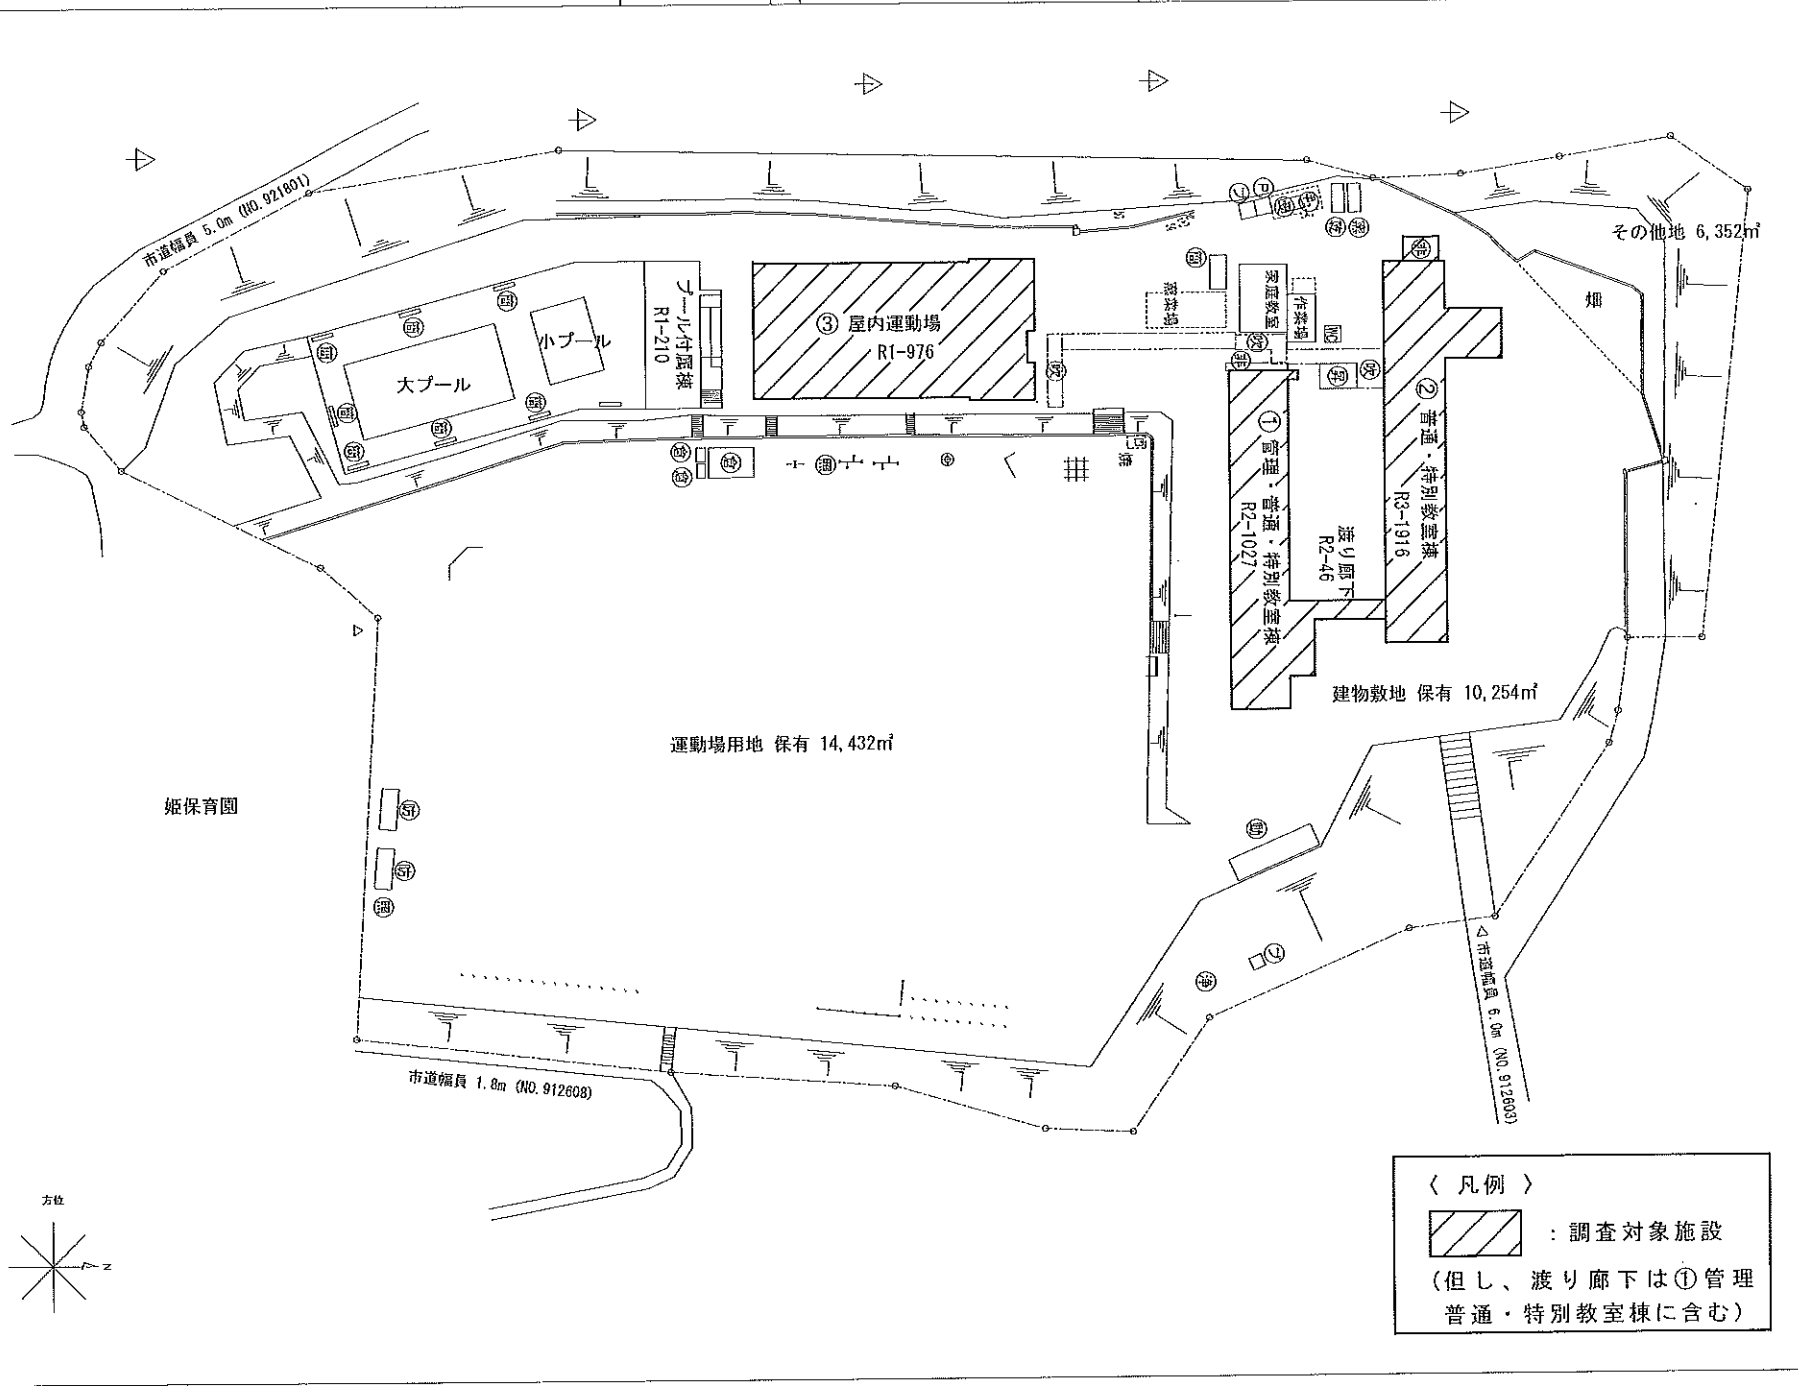 市道幅員 5.0m (NO.921801)
その他地 6,352㎡
畑
プール付属棟
R1-210
小プール
大プール
③ 屋内運動場
R1-976
窯業場
家庭教室
作業場
WC
② 普通・特別教室棟
R3-1916
① 管理・普通・特別教室棟
R2-1027
渡り廊下
R2-46
建物敷地 保有 10,254㎡
運動場用地 保有 14,432㎡
姫保育園
市道幅員 6.0m (NO.912603)
市道幅員 1.8m (NO.912608)
方位
N
〈 凡例 〉
：調査対象施設
(但し、渡り廊下は①管理
普通・特別教室棟に含む)